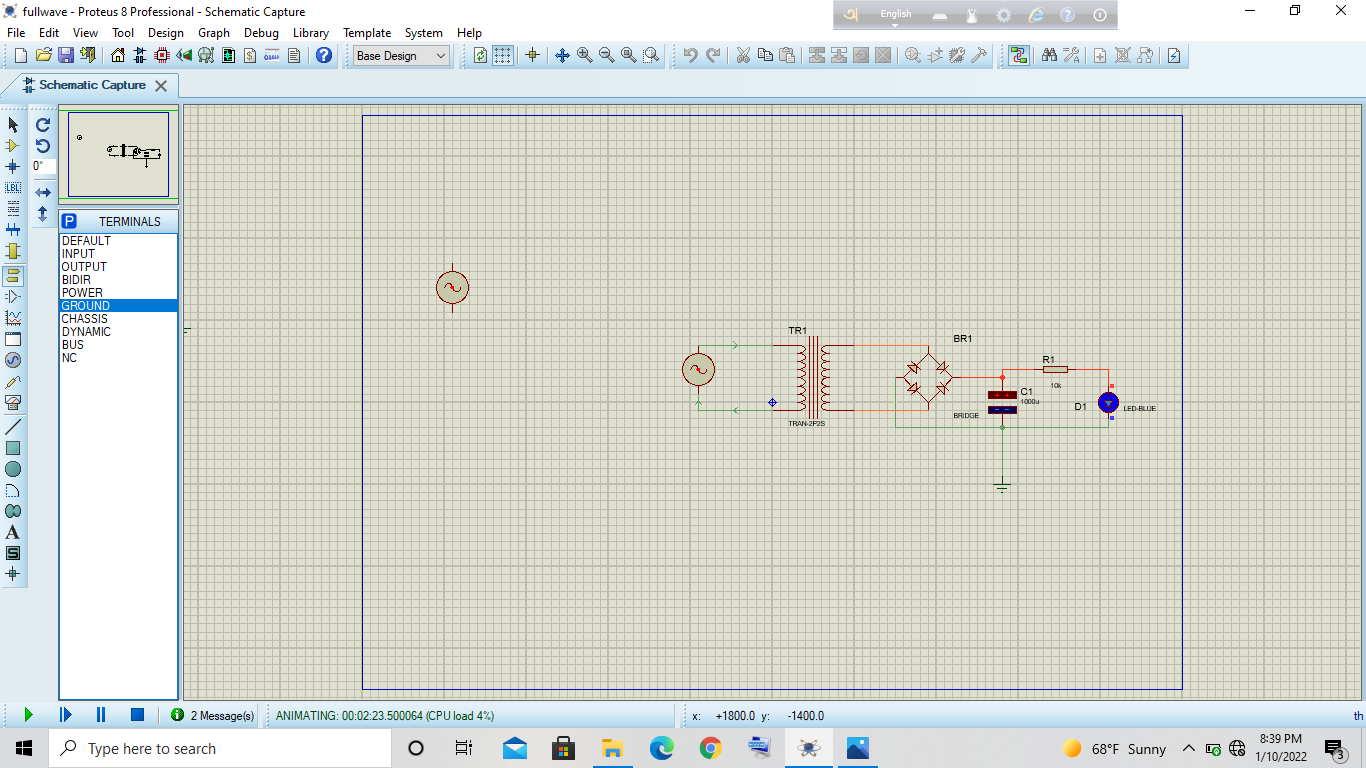 fullwave - Proteus 8 Professional - Schematic Capture
English
File Edit View Tool Design Graph Debug Library Template System Help
Base Design
Schematic Capture
0°
LBL
P TERMINALS
DEFAULT
INPUT
OUTPUT
BIDIR
POWER
GROUND
CHASSIS
DYNAMIC
BUS
NC
A
S
TR1
TRAN-2P2S
BR1
BRIDGE
R1
10k
C1
1000u
D1
LED-BLUE
2 Message(s)
ANIMATING: 00:02:23.500064 (CPU load 4%)
x: +1800.0 y: -1400.0
th
Type here to search
68°F Sunny
8:39 PM
1/10/2022
3